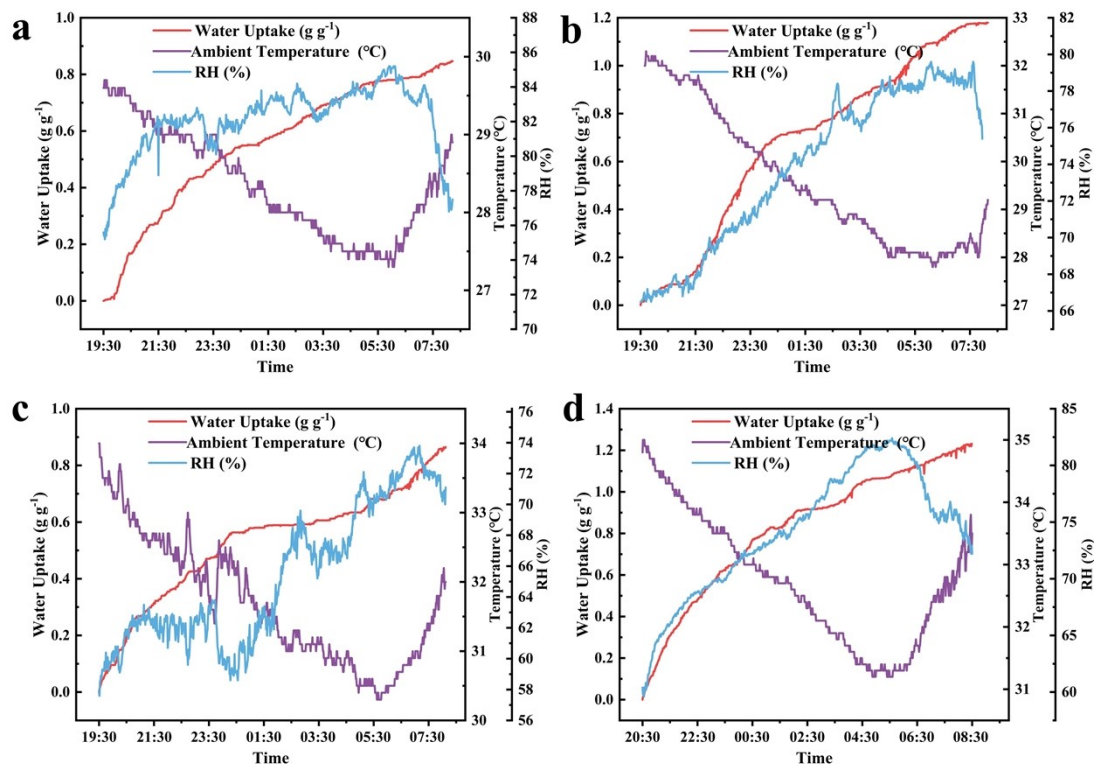 a
Water Uptake (g g-1)
Ambient Temperature (℃)
RH (%)
Water Uptake (g g-1)
1.0
0.8
0.6
0.4
0.2
0.0
30
29
28
27
Temperature (℃)
88
86
84
82
80
78
76
74
72
70
RH (%)
19:30 21:30 23:30 01:30 03:30 05:30 07:30
Time
b
Water Uptake (g g-1)
Ambient Temperature (℃)
RH (%)
Water Uptake (g g-1)
1.2
1.0
0.8
0.6
0.4
0.2
0.0
33
32
31
30
29
28
27
Temperature (℃)
82
80
78
76
74
72
70
68
66
RH (%)
19:30 21:30 23:30 01:30 03:30 05:30 07:30
Time
c
Water Uptake (g g-1)
Ambient Temperature (℃)
RH (%)
Water Uptake (g g-1)
1.0
0.8
0.6
0.4
0.2
0.0
34
33
32
31
30
Temperature (℃)
74
72
70
68
66
64
62
60
58
56
RH (%)
19:30 21:30 23:30 01:30 03:30 05:30 07:30
Time
d
Water Uptake (g g-1)
Ambient Temperature (℃)
RH (%)
Water Uptake (g g-1)
1.4
1.2
1.0
0.8
0.6
0.4
0.2
0.0
35
34
33
32
31
Temperature (℃)
85
80
75
70
65
60
RH (%)
20:30 22:30 00:30 02:30 04:30 06:30 08:30
Time